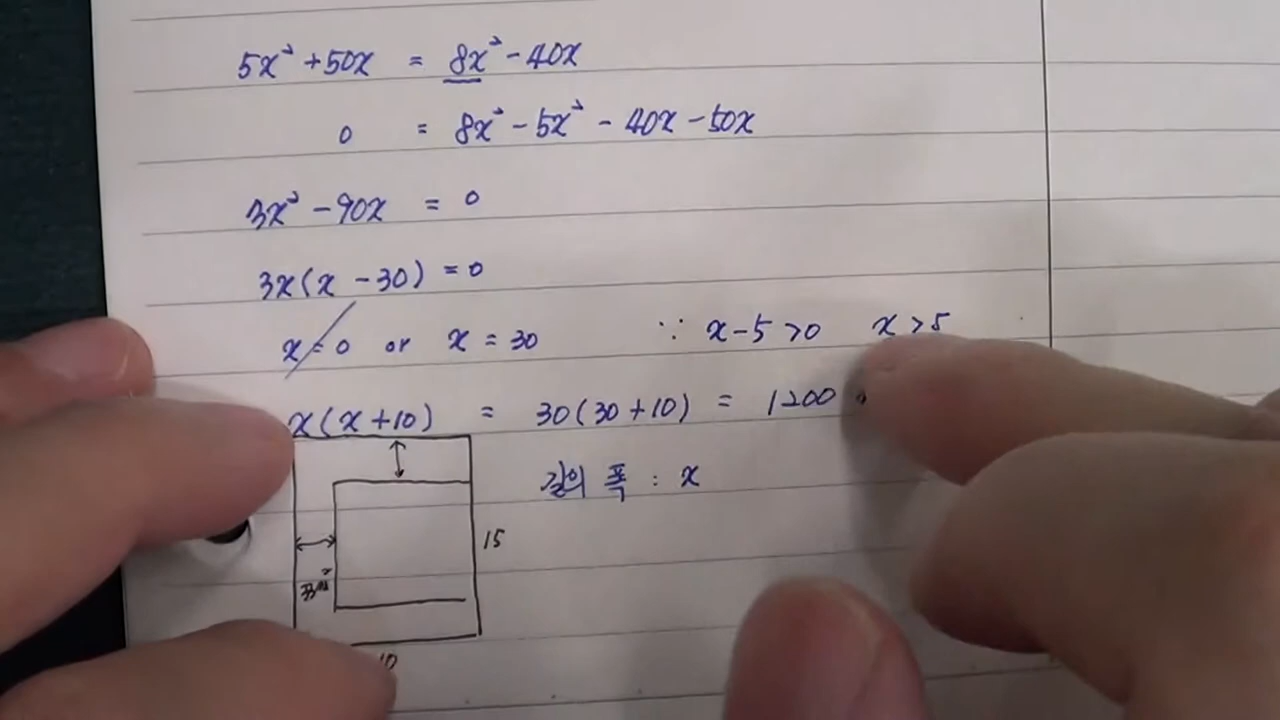 5x² + 50x = 8x² - 40x
0 = 8x² - 5x² - 40x - 50x
3x² - 90x = 0
3x(x - 30) = 0
x = 0 or x = 30 ∵ x - 5 > 0 x > 5
x(x + 10) = 30(30 + 10) = 1200
길의 폭 : x
15
10